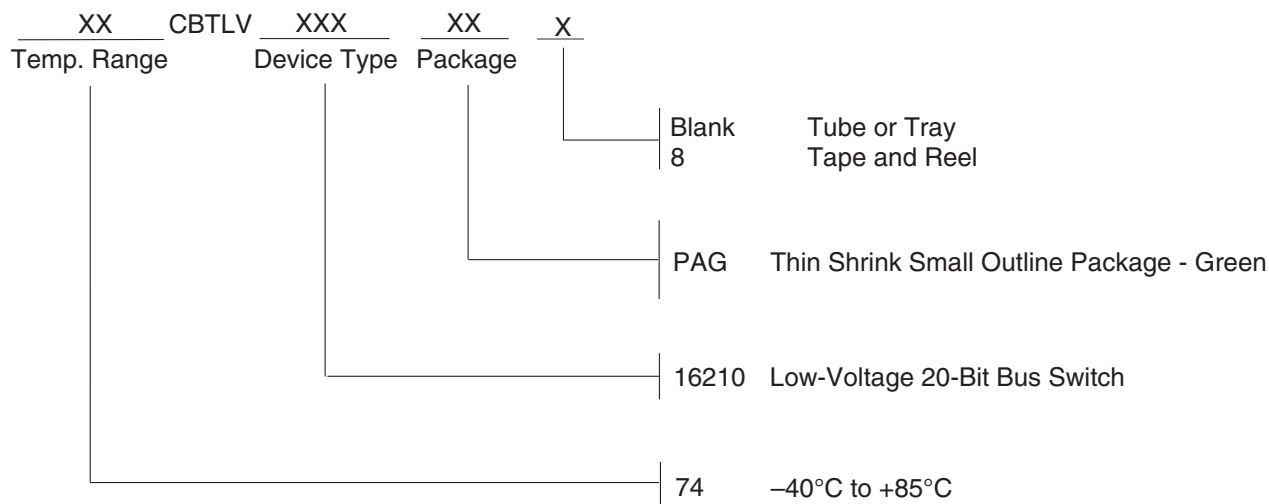 XX CBTLV XXX XX X
Temp. Range Device Type Package
Blank Tube or Tray
8 Tape and Reel
PAG Thin Shrink Small Outline Package - Green
16210 Low-Voltage 20-Bit Bus Switch
74 –40°C to +85°C